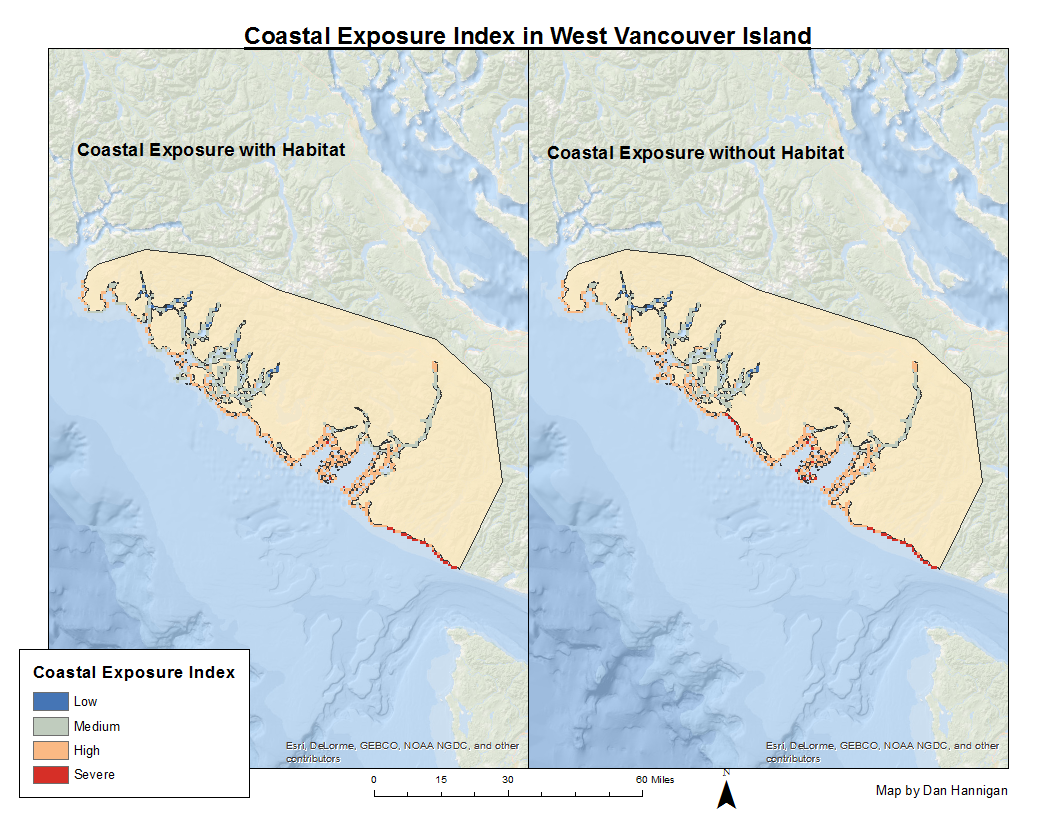 Coastal Exposure Index in West Vancouver Island
Coastal Exposure with Habitat
Coastal Exposure without Habitat
Esri, DeLorme, GEBCO, NOAA NGDC, and other
contributors
Esri, DeLorme, GEBCO, NOAA NGDC, and other
contributors
Coastal Exposure Index
Low
Medium
High
Severe
0 15 30 60 Miles
N
Map by Dan Hannigan